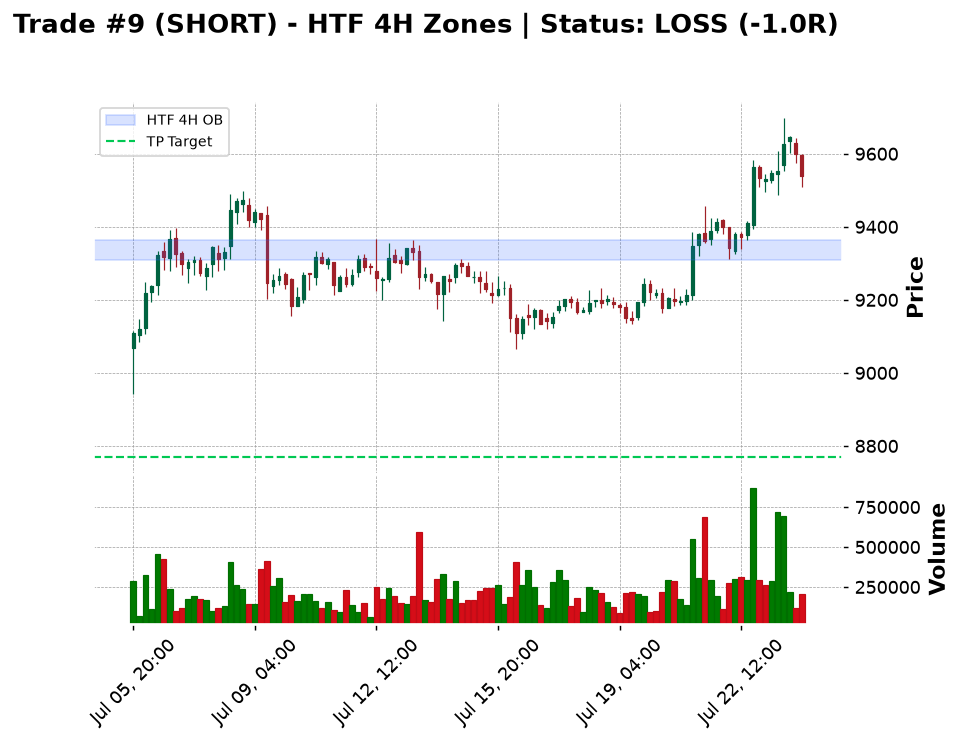 Trade #9 (SHORT) - HTF 4H Zones | Status: LOSS (-1.0R)
HTF 4H OB
TP Target
9600
9400
9200
9000
8800
Price
750000
500000
250000
Volume
Jul 05, 20:00
Jul 09, 04:00
Jul 12, 12:00
Jul 15, 20:00
Jul 19, 04:00
Jul 22, 12:00